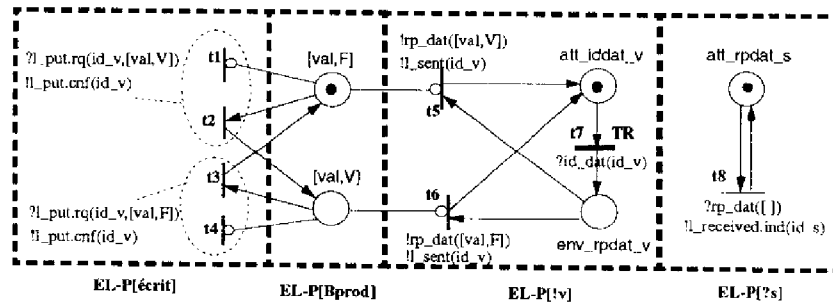 ?l_put.rq(id_v,[val,V])
!l_put.cnf(id_v)
t1
t2
?l_put.rq(id_v,[val,F])
!l_put.cnf(id_v)
t3
t4
[val,F]
[val,V]
!rp_dat([val,V])
!l_sent(id_v)
t5
att_iddat_v
t7 TR
?id_dat(id_v)
t6
!rp_dat([val,F])
!l_sent(id_v)
env_rpdat_v
att_rpdat_s
t8
?rp_dat([ ])
!l_received.ind(id_s)
EL-P[écrit]
EL-P[Bprod]
EL-P[!v]
EL-P[?s]